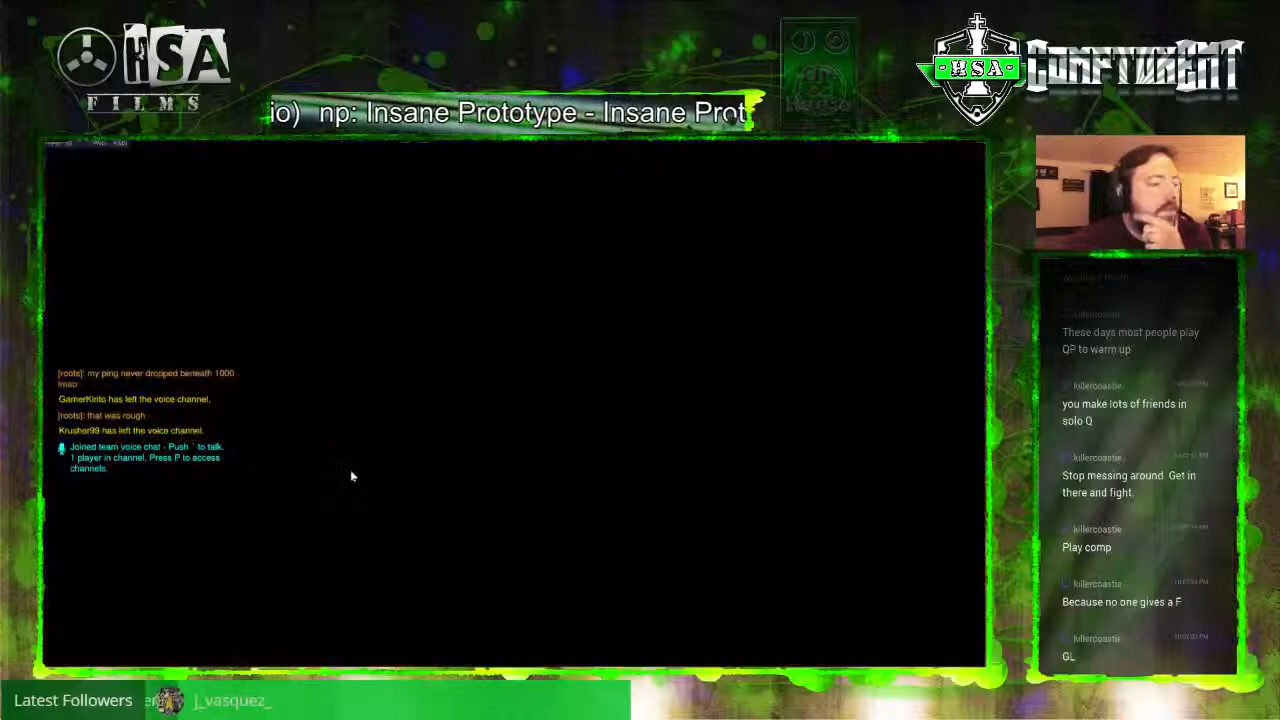 HSA
FILMS
io) np: Insane Prototype - Insane Prot
HSA
[roots]: my ping never dropped beneath 1000
lmao
GamerKirito has left the voice channel.
[roots]: that was rough
Krusher99 has left the voice channel.
Joined team voice chat - Push ` to talk.
1 player in channel. Press P to access
channels.
killercoastie
These days most people play
QP to warm up
killercoastie
you make lots of friends in
solo Q
killercoastie
Stop messing around. Get in
there and fight.
killercoastie
Play comp
killercoastie
Because no one gives a F
killercoastie
GL
Latest Followers
j_vasquez_